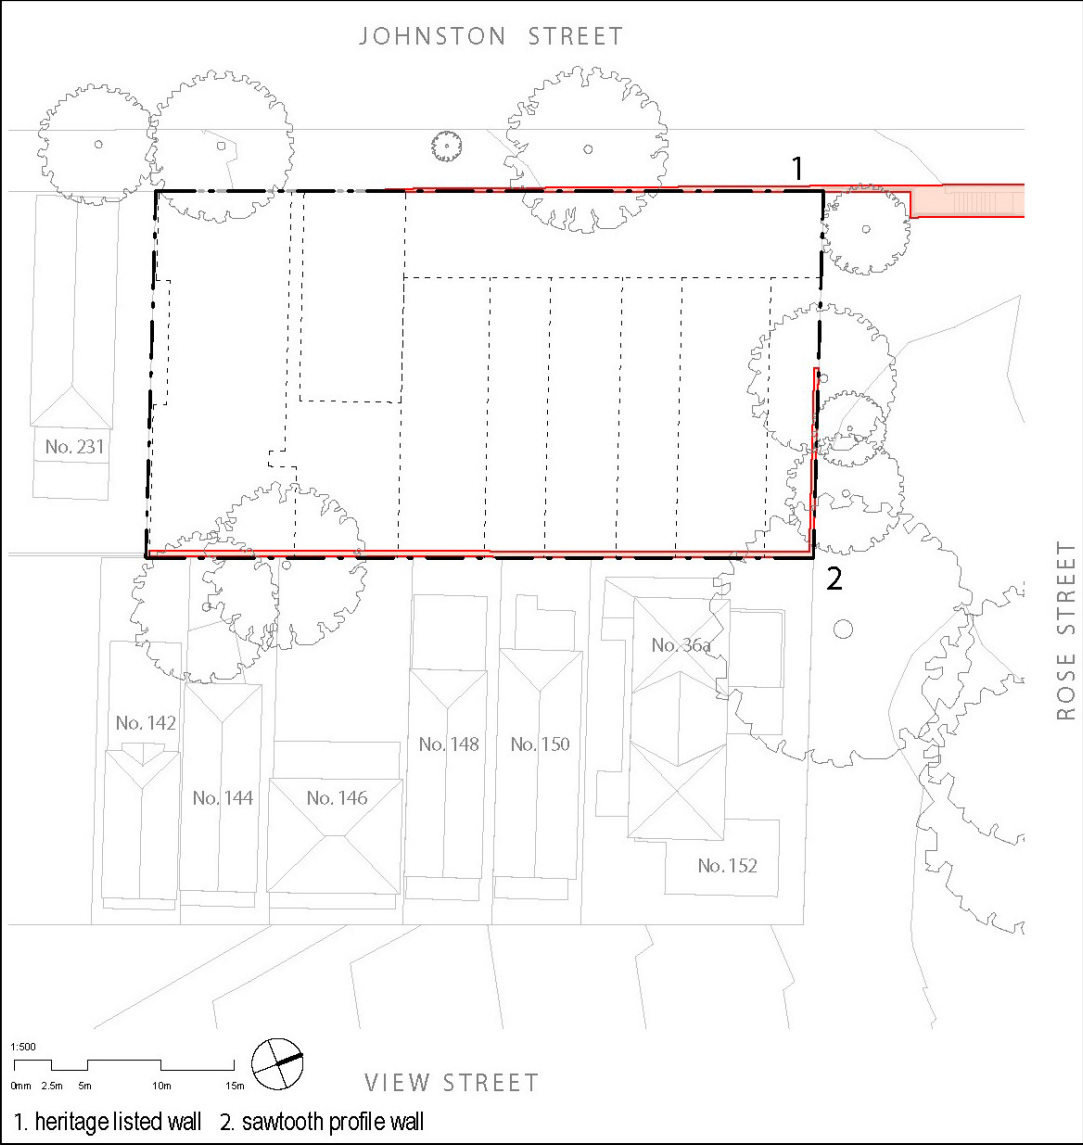 JOHNSTON STREET
1
No. 231
2
No. 36a
ROSE STREET
No. 142
No. 148
No. 150
No. 144
No. 146
No. 152
1:500
0mm 2.5m 5m 10m 15m
VIEW STREET
1. heritage listed wall 2. sawtooth profile wall